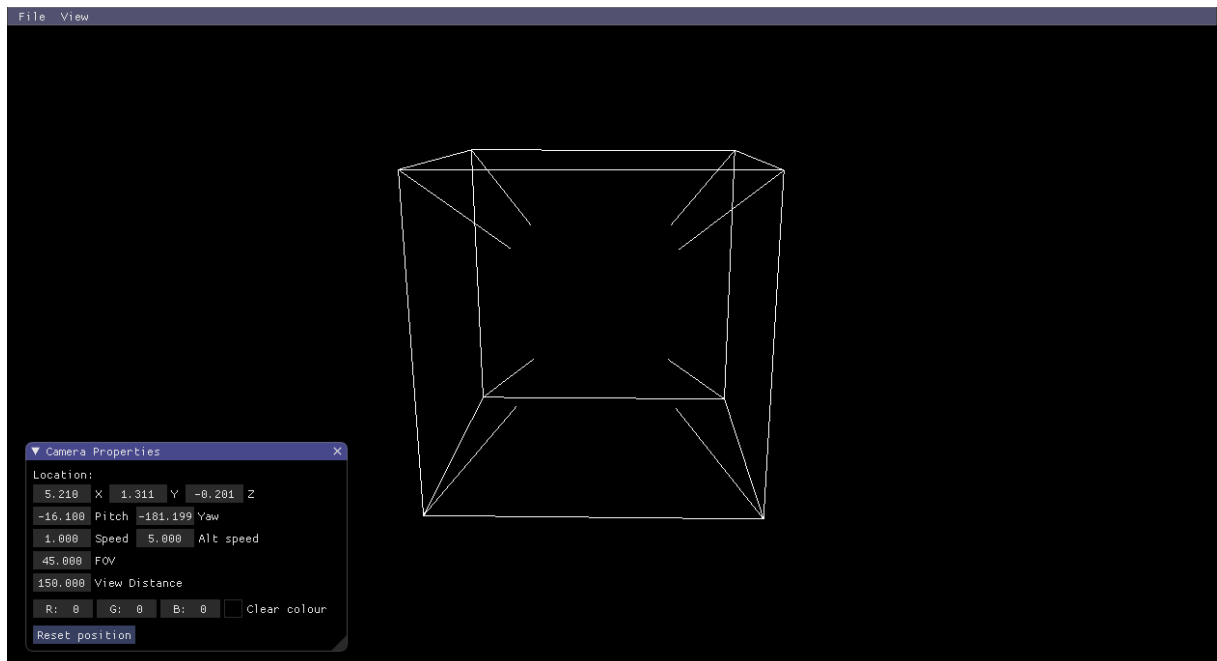 File View
Camera Properties
Location:
5.210 X 1.311 Y -0.201 Z
-16.100 Pitch -181.199 Yaw
1.000 Speed 5.000 Alt speed
45.000 FOV
150.000 View Distance
R: 0 G: 0 B: 0 Clear colour
Reset position